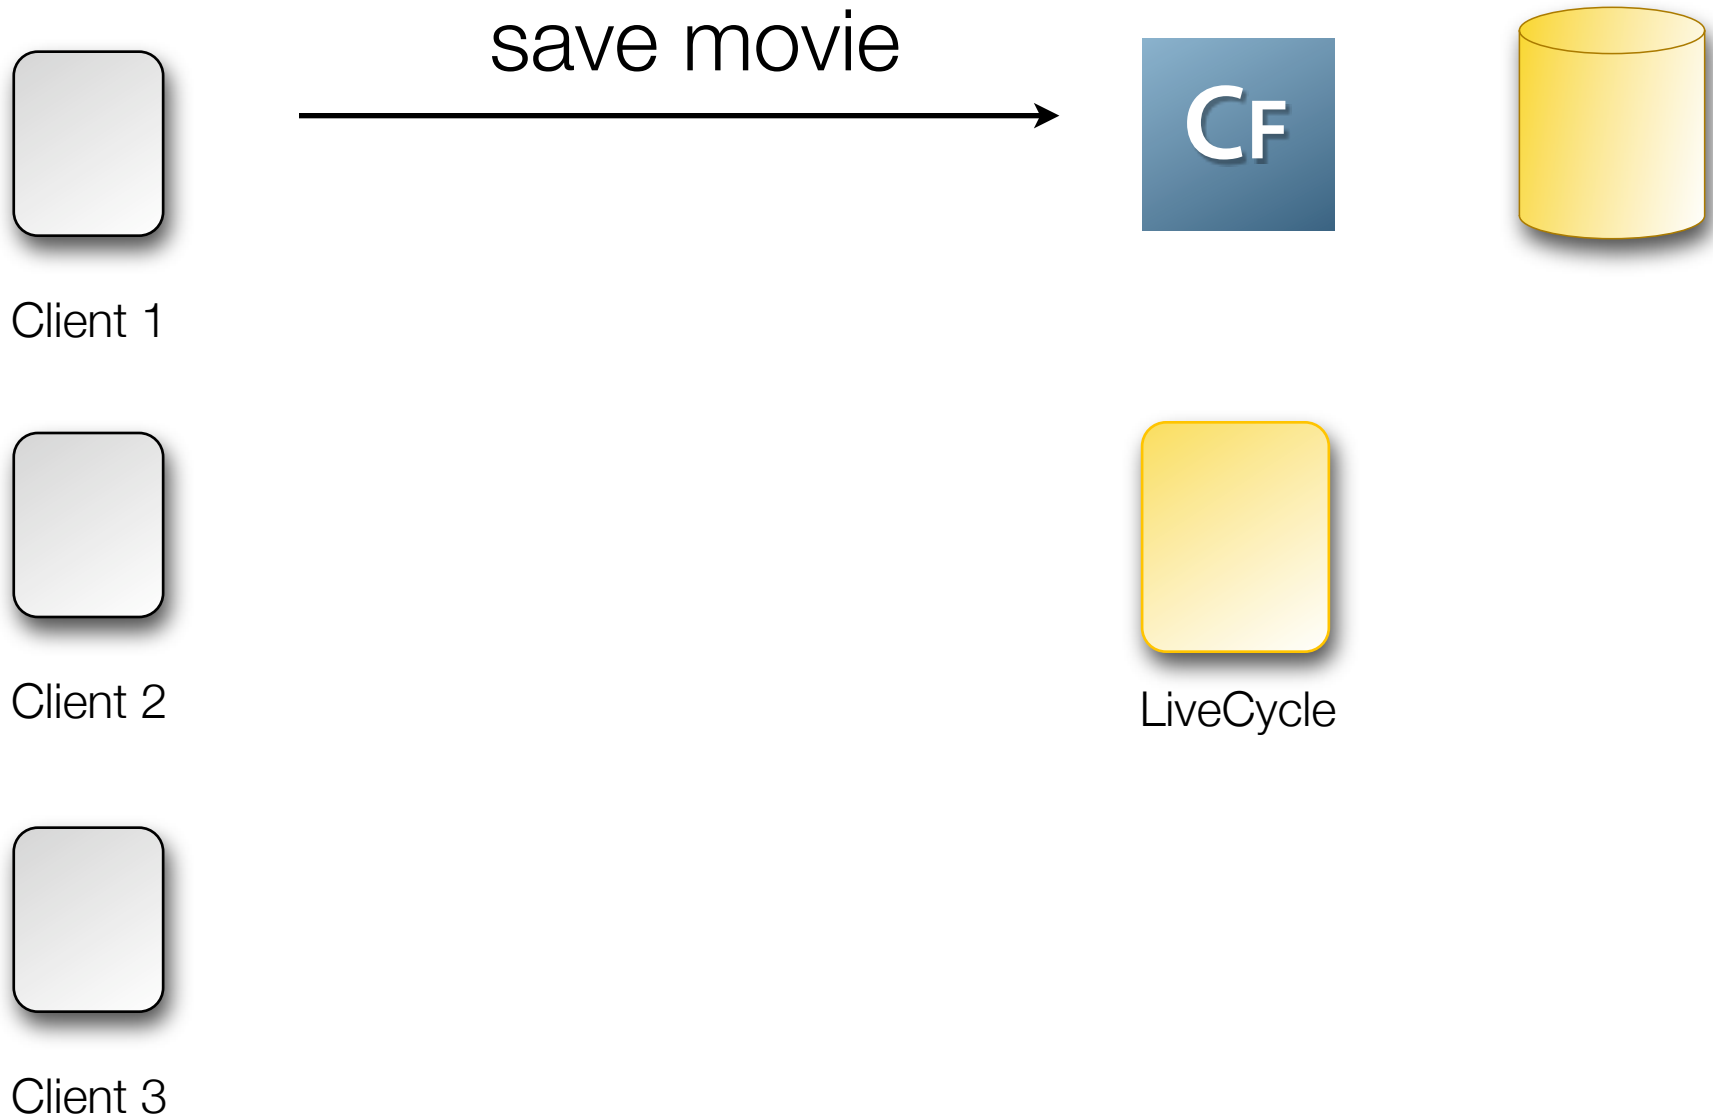 save movie
CF
Client 1
Client 2
LiveCycle
Client 3